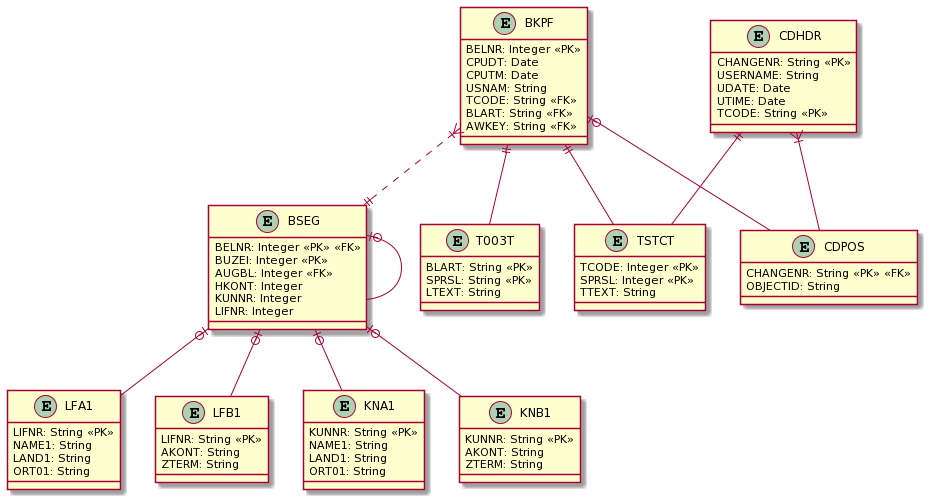 E BKPF
BELNR: Integer «PK»
CPUDT: Date
CPUTM: Date
USNAM: String
TCODE: String «FK»
BLART: String «FK»
AWKEY: String «FK»
E CDHDR
CHANGENR: String «PK»
USERNAME: String
UDATE: Date
UTIME: Date
TCODE: String «PK»
E BSEG
BELNR: Integer «PK» «FK»
BUZEI: Integer «PK»
AUGBL: Integer «FK»
HKONT: Integer
KUNNR: Integer
LIFNR: Integer
E T003T
BLART: String «PK»
SPRSL: String «PK»
LTEXT: String
E TSTCT
TCODE: Integer «PK»
SPRSL: Integer «PK»
TTEXT: String
E CDPOS
CHANGENR: String «PK» «FK»
OBJECTID: String
E LFA1
LIFNR: String «PK»
NAME1: String
LAND1: String
ORT01: String
E LFB1
LIFNR: String «PK»
AKONT: String
ZTERM: String
E KNA1
KUNNR: String «PK»
NAME1: String
LAND1: String
ORT01: String
E KNB1
KUNNR: String «PK»
AKONT: String
ZTERM: String